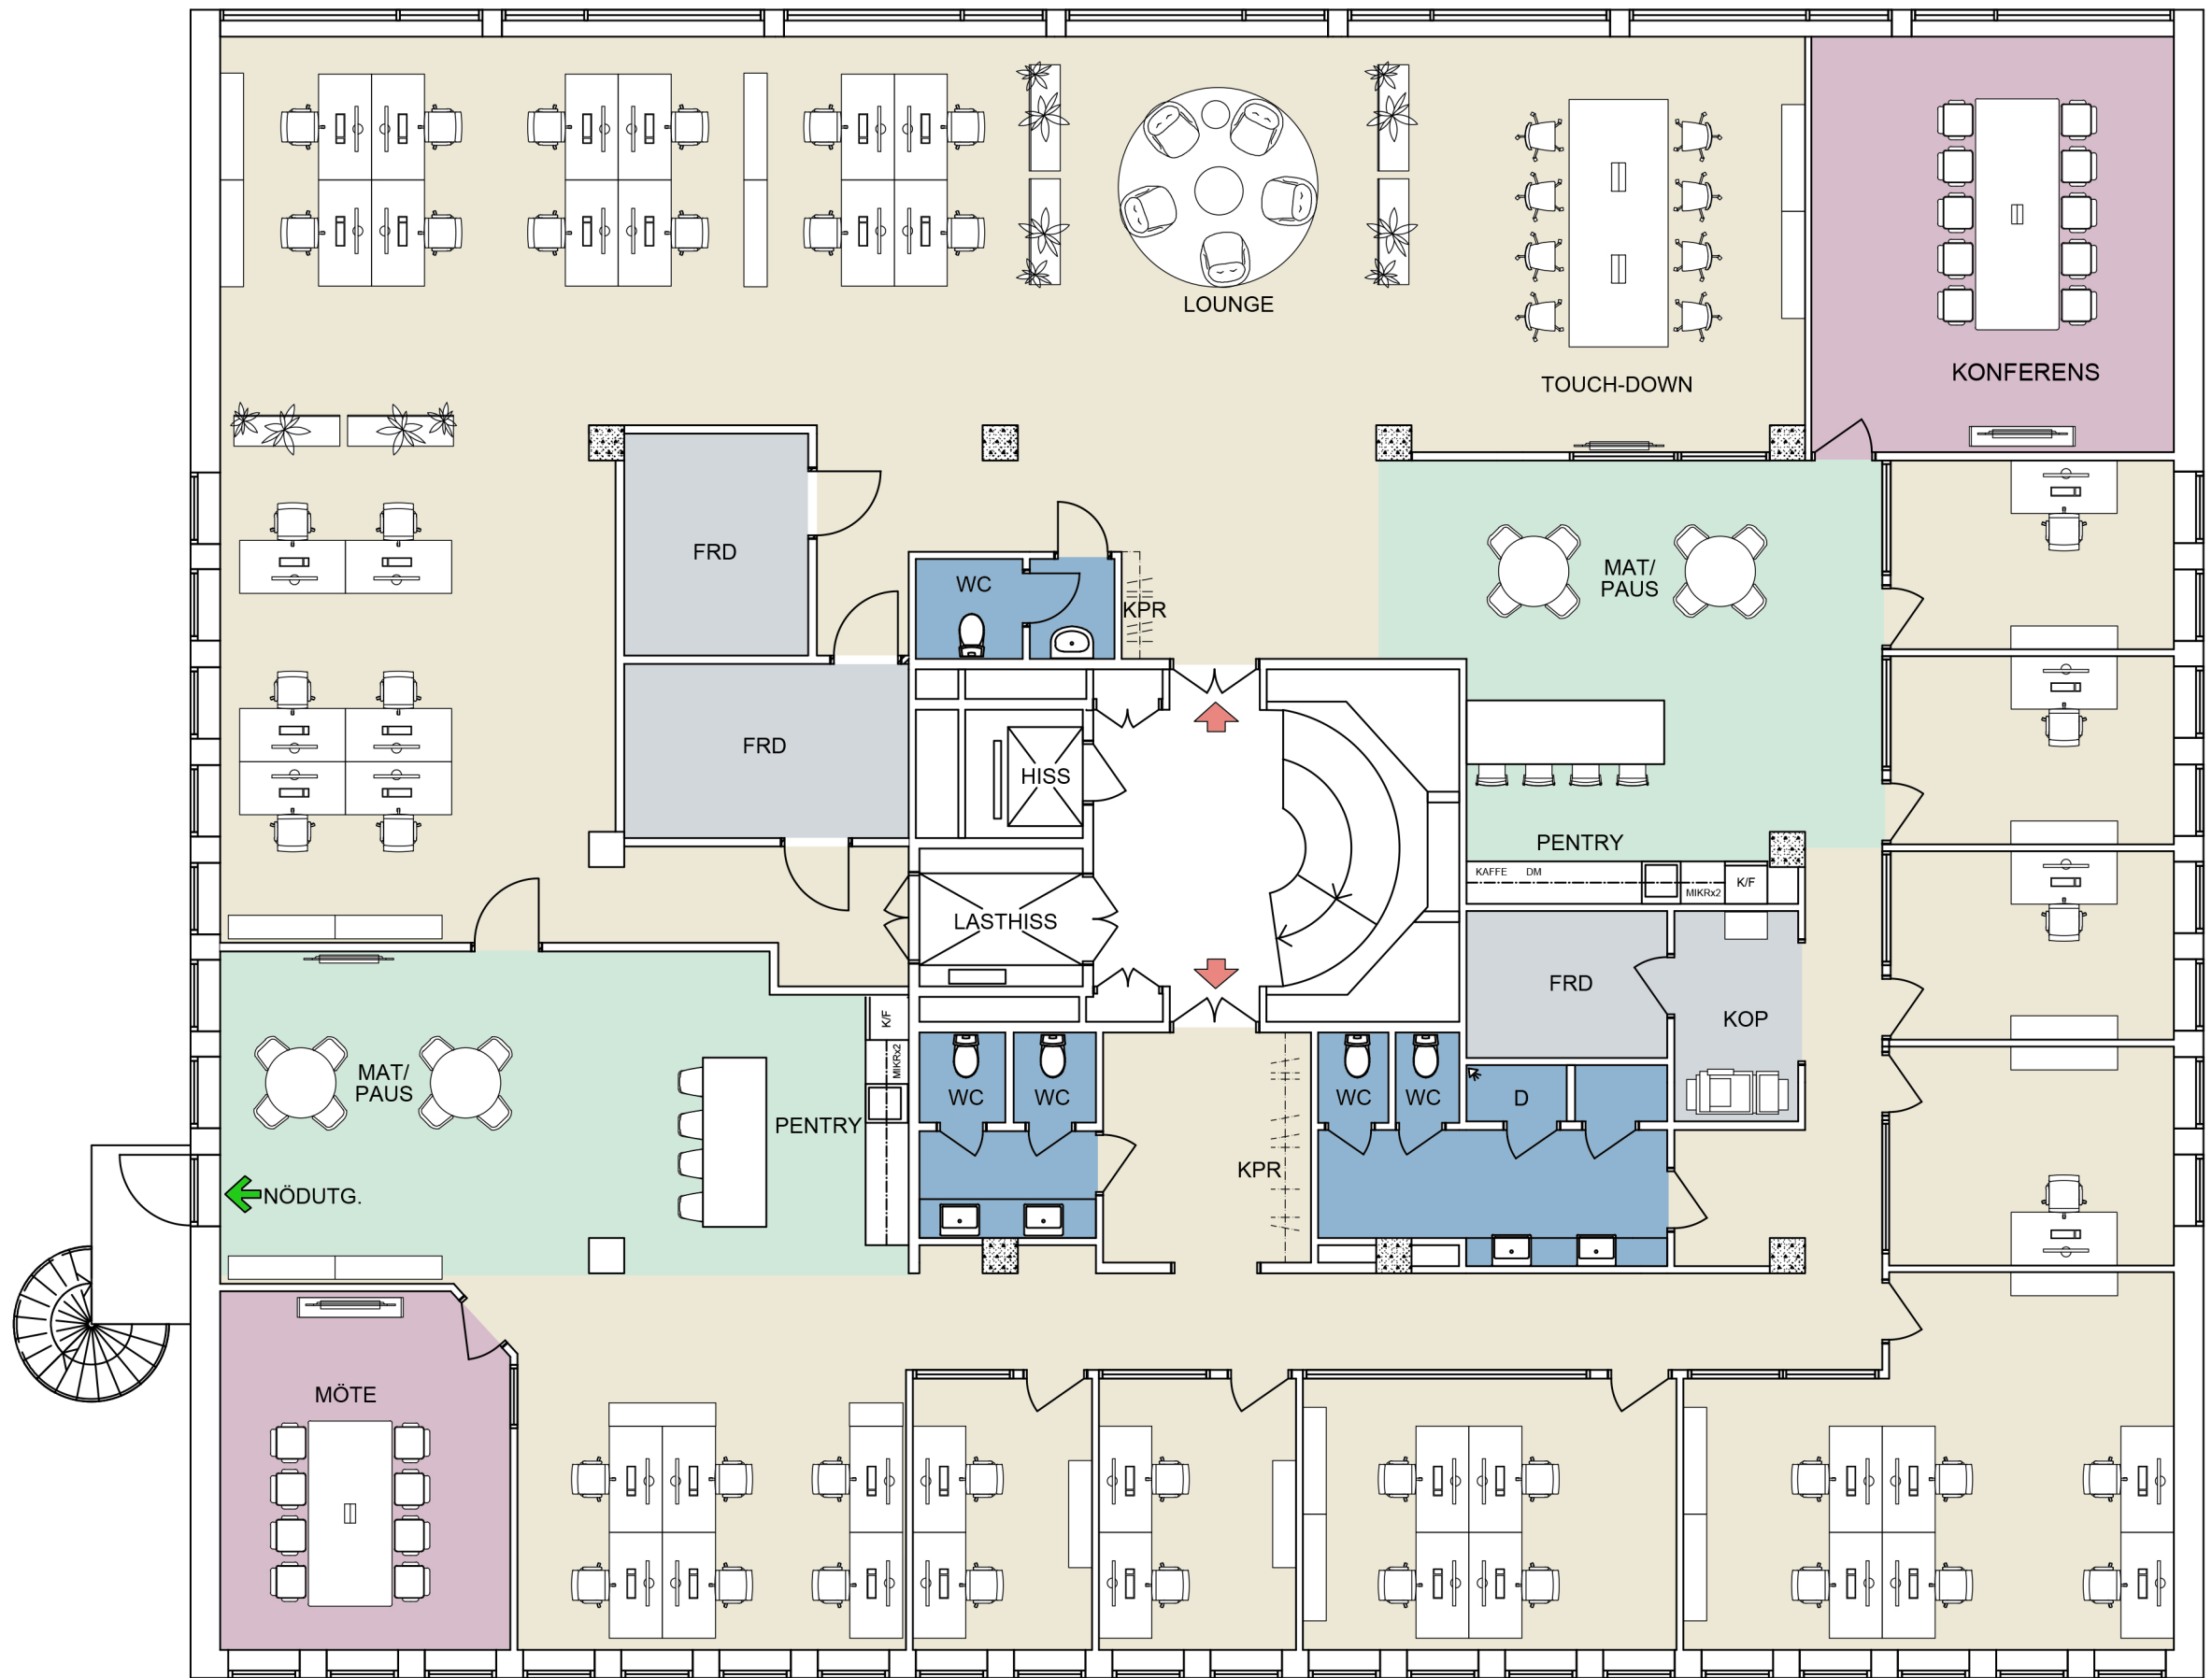 LOUNGE
TOUCH-DOWN
KONFERENS
FRD
WC
KPR
MAT/
PAUS
FRD
HISS
PENTRY
KAFFE DM
MIKRx2
K/F
LASTHISS
FRD
KOP
K/F
MIKRx2
MAT/
PAUS
PENTRY
WC
WC
WC
WC
D
KPR
NÖDUTG.
MÖTE